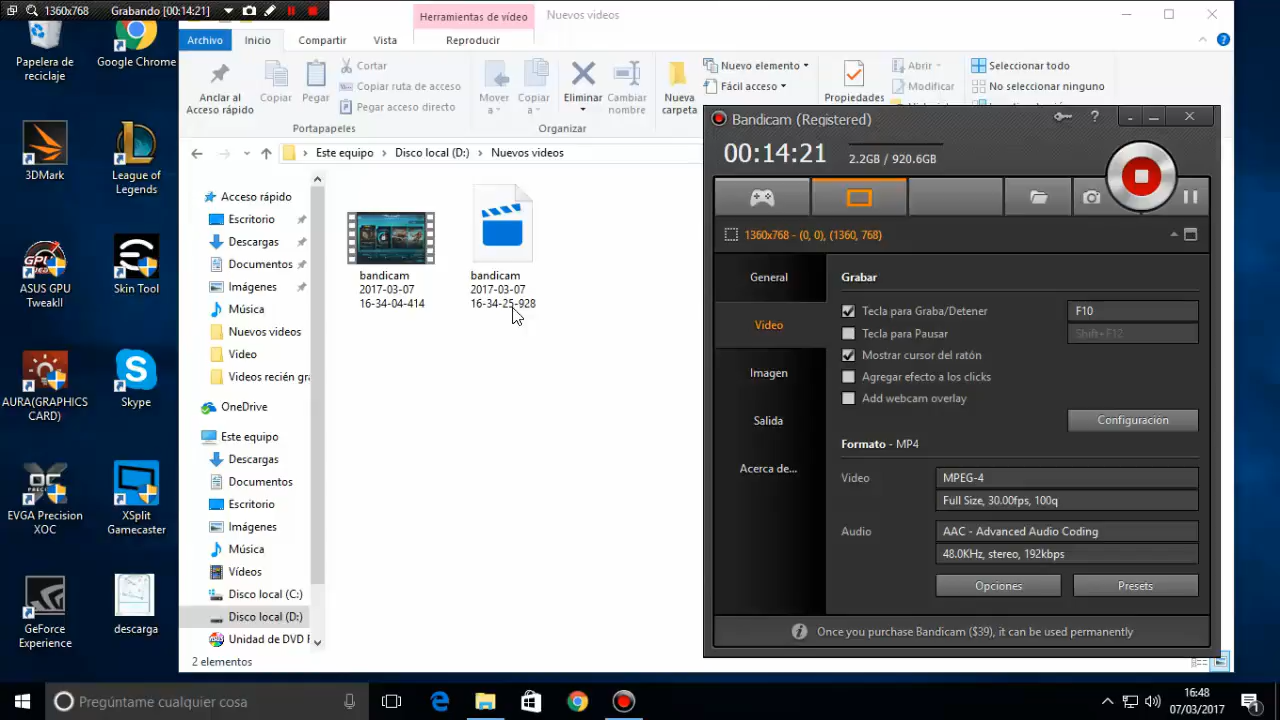 1360x768 Grabando [00:14:21]
Papelera de
reciclaje
Google Chrome
3DMark
League of
Legends
ASUS GPU
TweakII
Skin Tool
AURA(GRAPHICS
CARD)
Skype
EVGA Precision
XOC
XSplit
Gamecaster
GeForce
Experience
descarga
Herramientas de vídeo
Nuevos videos
Archivo
Inicio
Compartir
Vista
Reproducir
Anclar al
Acceso rápido
Copiar
Pegar
Cortar
Copiar ruta de acceso
Pegar acceso directo
Portapapeles
Mover
a
Copiar
a
Eliminar
Cambiar
nombre
Organizar
Nueva
carpeta
Nuevo elemento
Fácil acceso
Propiedades
Abrir
Modificar
Seleccionar todo
No seleccionar ninguno
Este equipo > Disco local (D:) > Nuevos videos
Acceso rápido
Escritorio
Descargas
Documentos
Imágenes
Música
Nuevos videos
Video
Videos recién gra
OneDrive
Este equipo
Descargas
Documentos
Escritorio
Imágenes
Música
Vídeos
Disco local (C:)
Disco local (D:)
Unidad de DVD
2 elementos
bandicam
2017-03-07
16-34-04-414
bandicam
2017-03-07
16-34-25-928
Bandicam (Registered)
00:14:21
2.2GB / 920.6GB
1360x768 - (0, 0), (1360, 768)
General
Video
Imagen
Salida
Acerca de...
Grabar
Tecla para Graba/Detener
F10
Tecla para Pausar
Shift+F12
Mostrar cursor del ratón
Agregar efecto a los clicks
Add webcam overlay
Configuración
Formato - MP4
Video
MPEG-4
Full Size, 30.00fps, 100q
Audio
AAC - Advanced Audio Coding
48.0KHz, stereo, 192kbps
Opciones
Presets
Once you purchase Bandicam ($39), it can be used permanently
Pregúntame cualquier cosa
16:48
07/03/2017
1